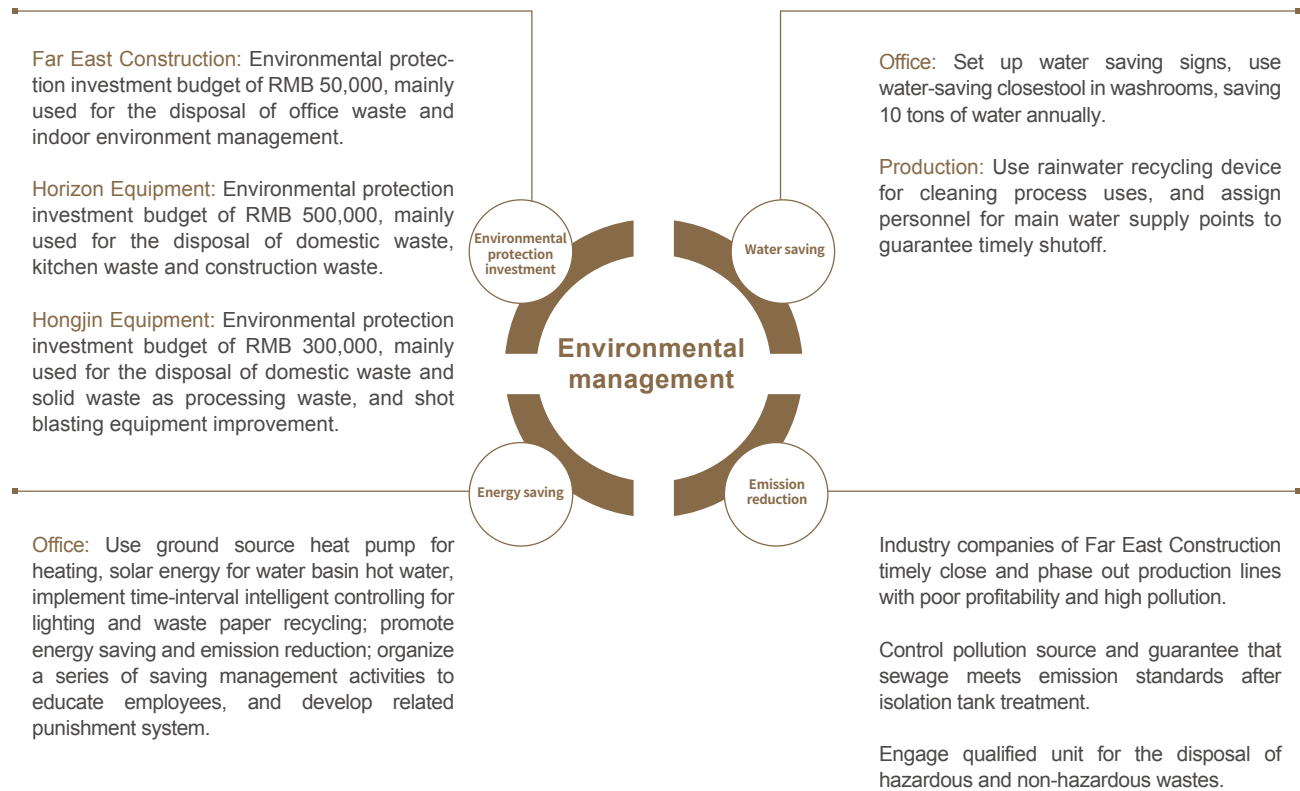 Far East Construction: Environmental protec-
tion investment budget of RMB 50,000, mainly
used for the disposal of office waste and
indoor environment management.
Horizon Equipment: Environmental protection
investment budget of RMB 500,000, mainly
used for the disposal of domestic waste,
kitchen waste and construction waste.
Hongjin Equipment: Environmental protection
investment budget of RMB 300,000, mainly
used for the disposal of domestic waste and
solid waste as processing waste, and shot
blasting equipment improvement.
Environmental
protection
investment
Water saving
Office: Set up water saving signs, use
water-saving closestool in washrooms, saving
10 tons of water annually.
Production: Use rainwater recycling device
for cleaning process uses, and assign
personnel for main water supply points to
guarantee timely shutoff.
Environmental
management
Energy saving
Emission
reduction
Office: Use ground source heat pump for
heating, solar energy for water basin hot water,
implement time-interval intelligent controlling for
lighting and waste paper recycling; promote
energy saving and emission reduction; organize
a series of saving management activities to
educate employees, and develop related
punishment system.
Industry companies of Far East Construction
timely close and phase out production lines
with poor profitability and high pollution.
Control pollution source and guarantee that
sewage meets emission standards after
isolation tank treatment.
Engage qualified unit for the disposal of
hazardous and non-hazardous wastes.